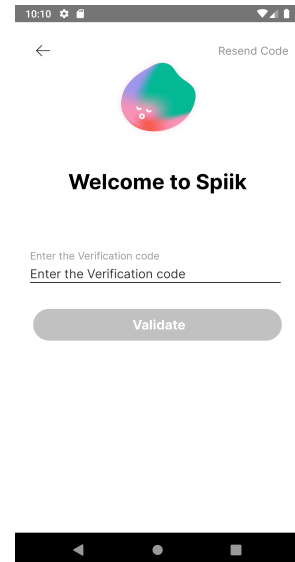 10:10
Resend Code
Welcome to Spiik
Enter the Verification code
Enter the Verification code
Validate